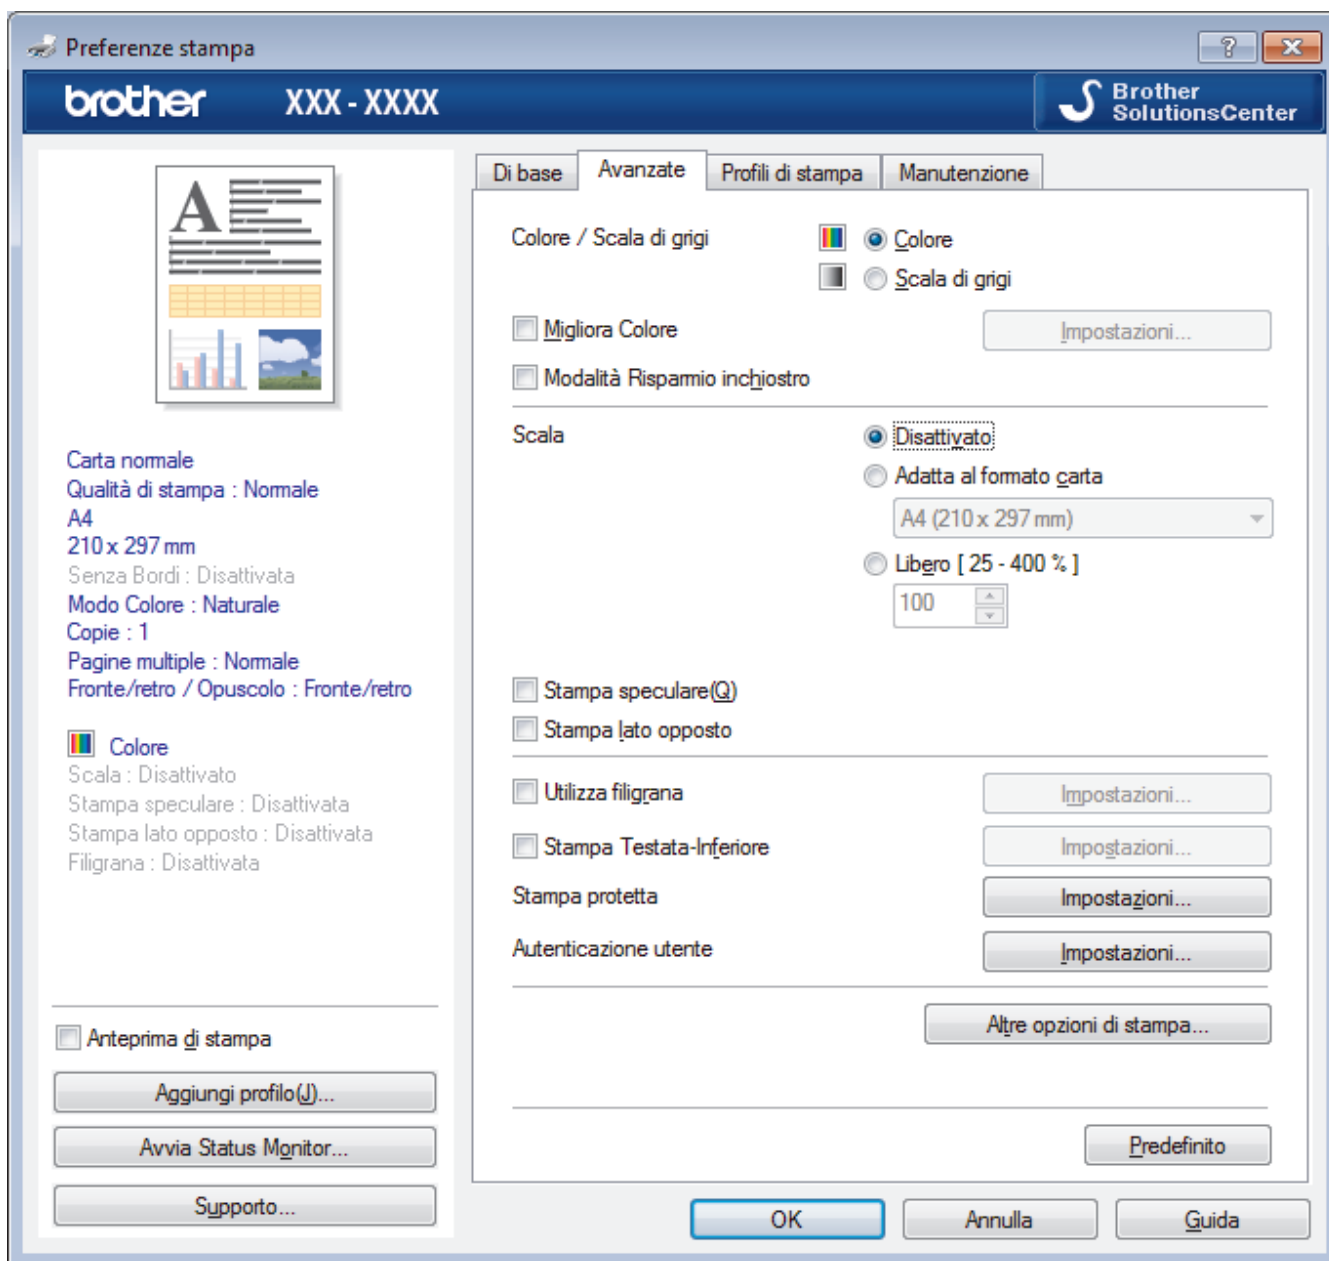 Preferenze stampa
brother XXX - XXXX
Brother
SolutionsCenter
A
Carta normale
Qualità di stampa : Normale
A4
210 x 297 mm
Senza Bordi : Disattivata
Modo Colore : Naturale
Copie : 1
Pagine multiple : Normale
Fronte/retro / Opuscolo : Fronte/retro
Colore
Scala : Disattivato
Stampa speculare : Disattivata
Stampa lato opposto : Disattivata
Filigrana : Disattivata
Anteprima di stampa
Aggiungi profilo(J)...
Avvia Status Monitor...
Supporto...
Di base Avanzate Profili di stampa Manutenzione
Colore / Scala di grigi Colore
Scala di grigi
Migliora Colore Impostazioni...
Modalità Risparmio inchiostro
Scala Disattivato
Adatta al formato carta
A4 (210 x 297 mm)
Libero [ 25 - 400 % ]
100
Stampa speculare(Q)
Stampa lato opposto
Utilizza filigrana Impostazioni...
Stampa Testata-Inferiore Impostazioni...
Stampa protetta Impostazioni...
Autenticazione utente Impostazioni...
Altre opzioni di stampa...
Predefinito
OK Annulla Guida